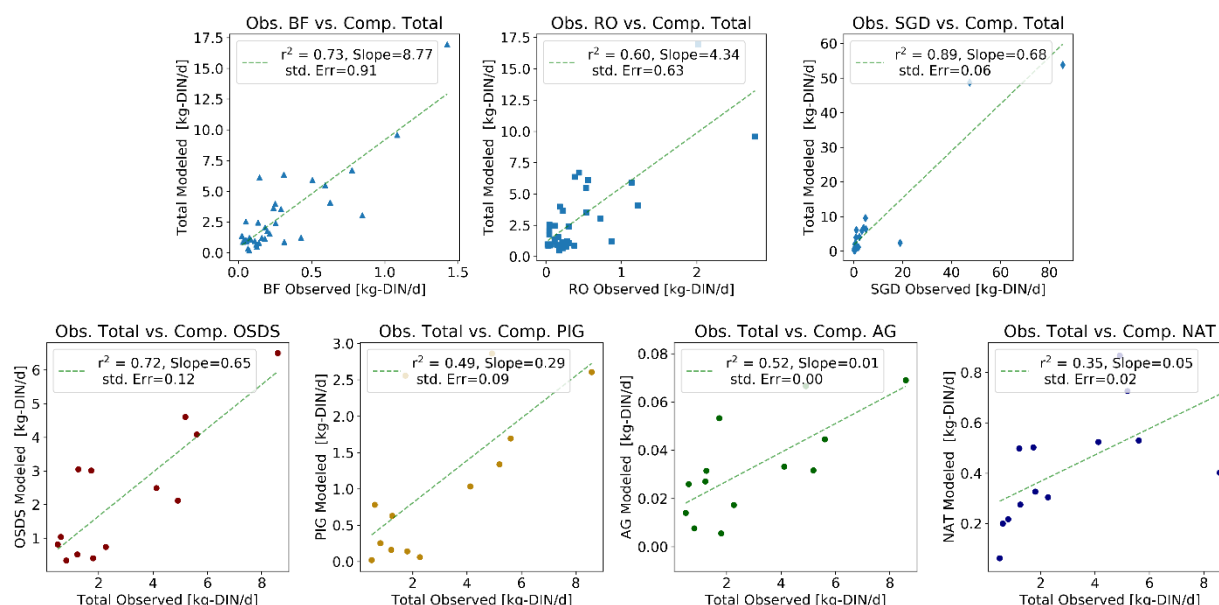 Obs. BF vs. Comp. Total
Total Modeled [kg-DIN/d]
17.5
15.0
12.5
10.0
7.5
5.0
2.5
0.0
r² = 0.73, Slope=8.77
std. Err=0.91
0.0
0.5
1.0
1.5
BF Observed [kg-DIN/d]
Obs. RO vs. Comp. Total
Total Modeled [kg-DIN/d]
17.5
15.0
12.5
10.0
7.5
5.0
2.5
0.0
r² = 0.60, Slope=4.34
std. Err=0.63
0
1
2
RO Observed [kg-DIN/d]
Obs. SGD vs. Comp. Total
Total Modeled [kg-DIN/d]
60
50
40
30
20
10
0
r² = 0.89, Slope=0.68
std. Err=0.06
0
20
40
60
80
SGD Observed [kg-DIN/d]
Obs. Total vs. Comp. OSDS
OSDS Modeled [kg-DIN/d]
6
5
4
3
2
1
r² = 0.72, Slope=0.65
std. Err=0.12
2
4
6
8
Total Observed [kg-DIN/d]
Obs. Total vs. Comp. PIG
PIG Modeled [kg-DIN/d]
3.0
2.5
2.0
1.5
1.0
0.5
0.0
r² = 0.49, Slope=0.29
std. Err=0.09
2
4
6
8
Total Observed [kg-DIN/d]
Obs. Total vs. Comp. AG
AG Modeled [kg-DIN/d]
0.08
0.06
0.04
0.02
0.00
r² = 0.52, Slope=0.01
std. Err=0.00
2
4
6
8
Total Observed [kg-DIN/d]
Obs. Total vs. Comp. NAT
NAT Modeled [kg-DIN/d]
0.8
0.6
0.4
0.2
r² = 0.35, Slope=0.05
std. Err=0.02
2
4
6
8
Total Observed [kg-DIN/d]